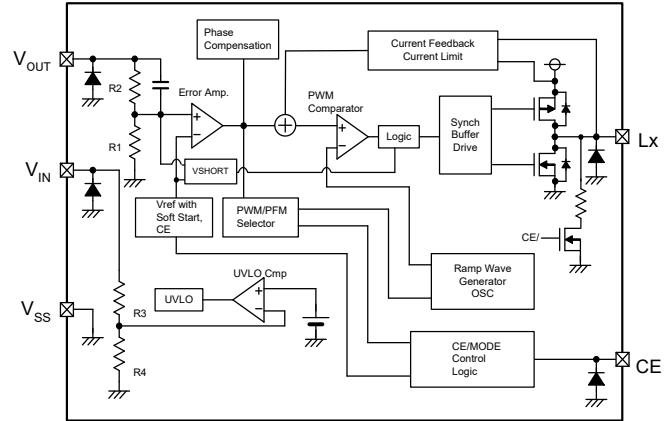 Phase
Compensation
Current Feedback
Current Limit
VOUT
R2
Error Amp.
PWM
Comparator
R1
Logic
Synch
Buffer
Drive
Lx
VIN
VSHORT
Vref with
Soft Start,
CE
PWM/PFM
Selector
CE/
UVLO Cmp
Ramp Wave
Generator
OSC
UVLO
VSS
R3
R4
CE/MODE
Control
Logic
CE